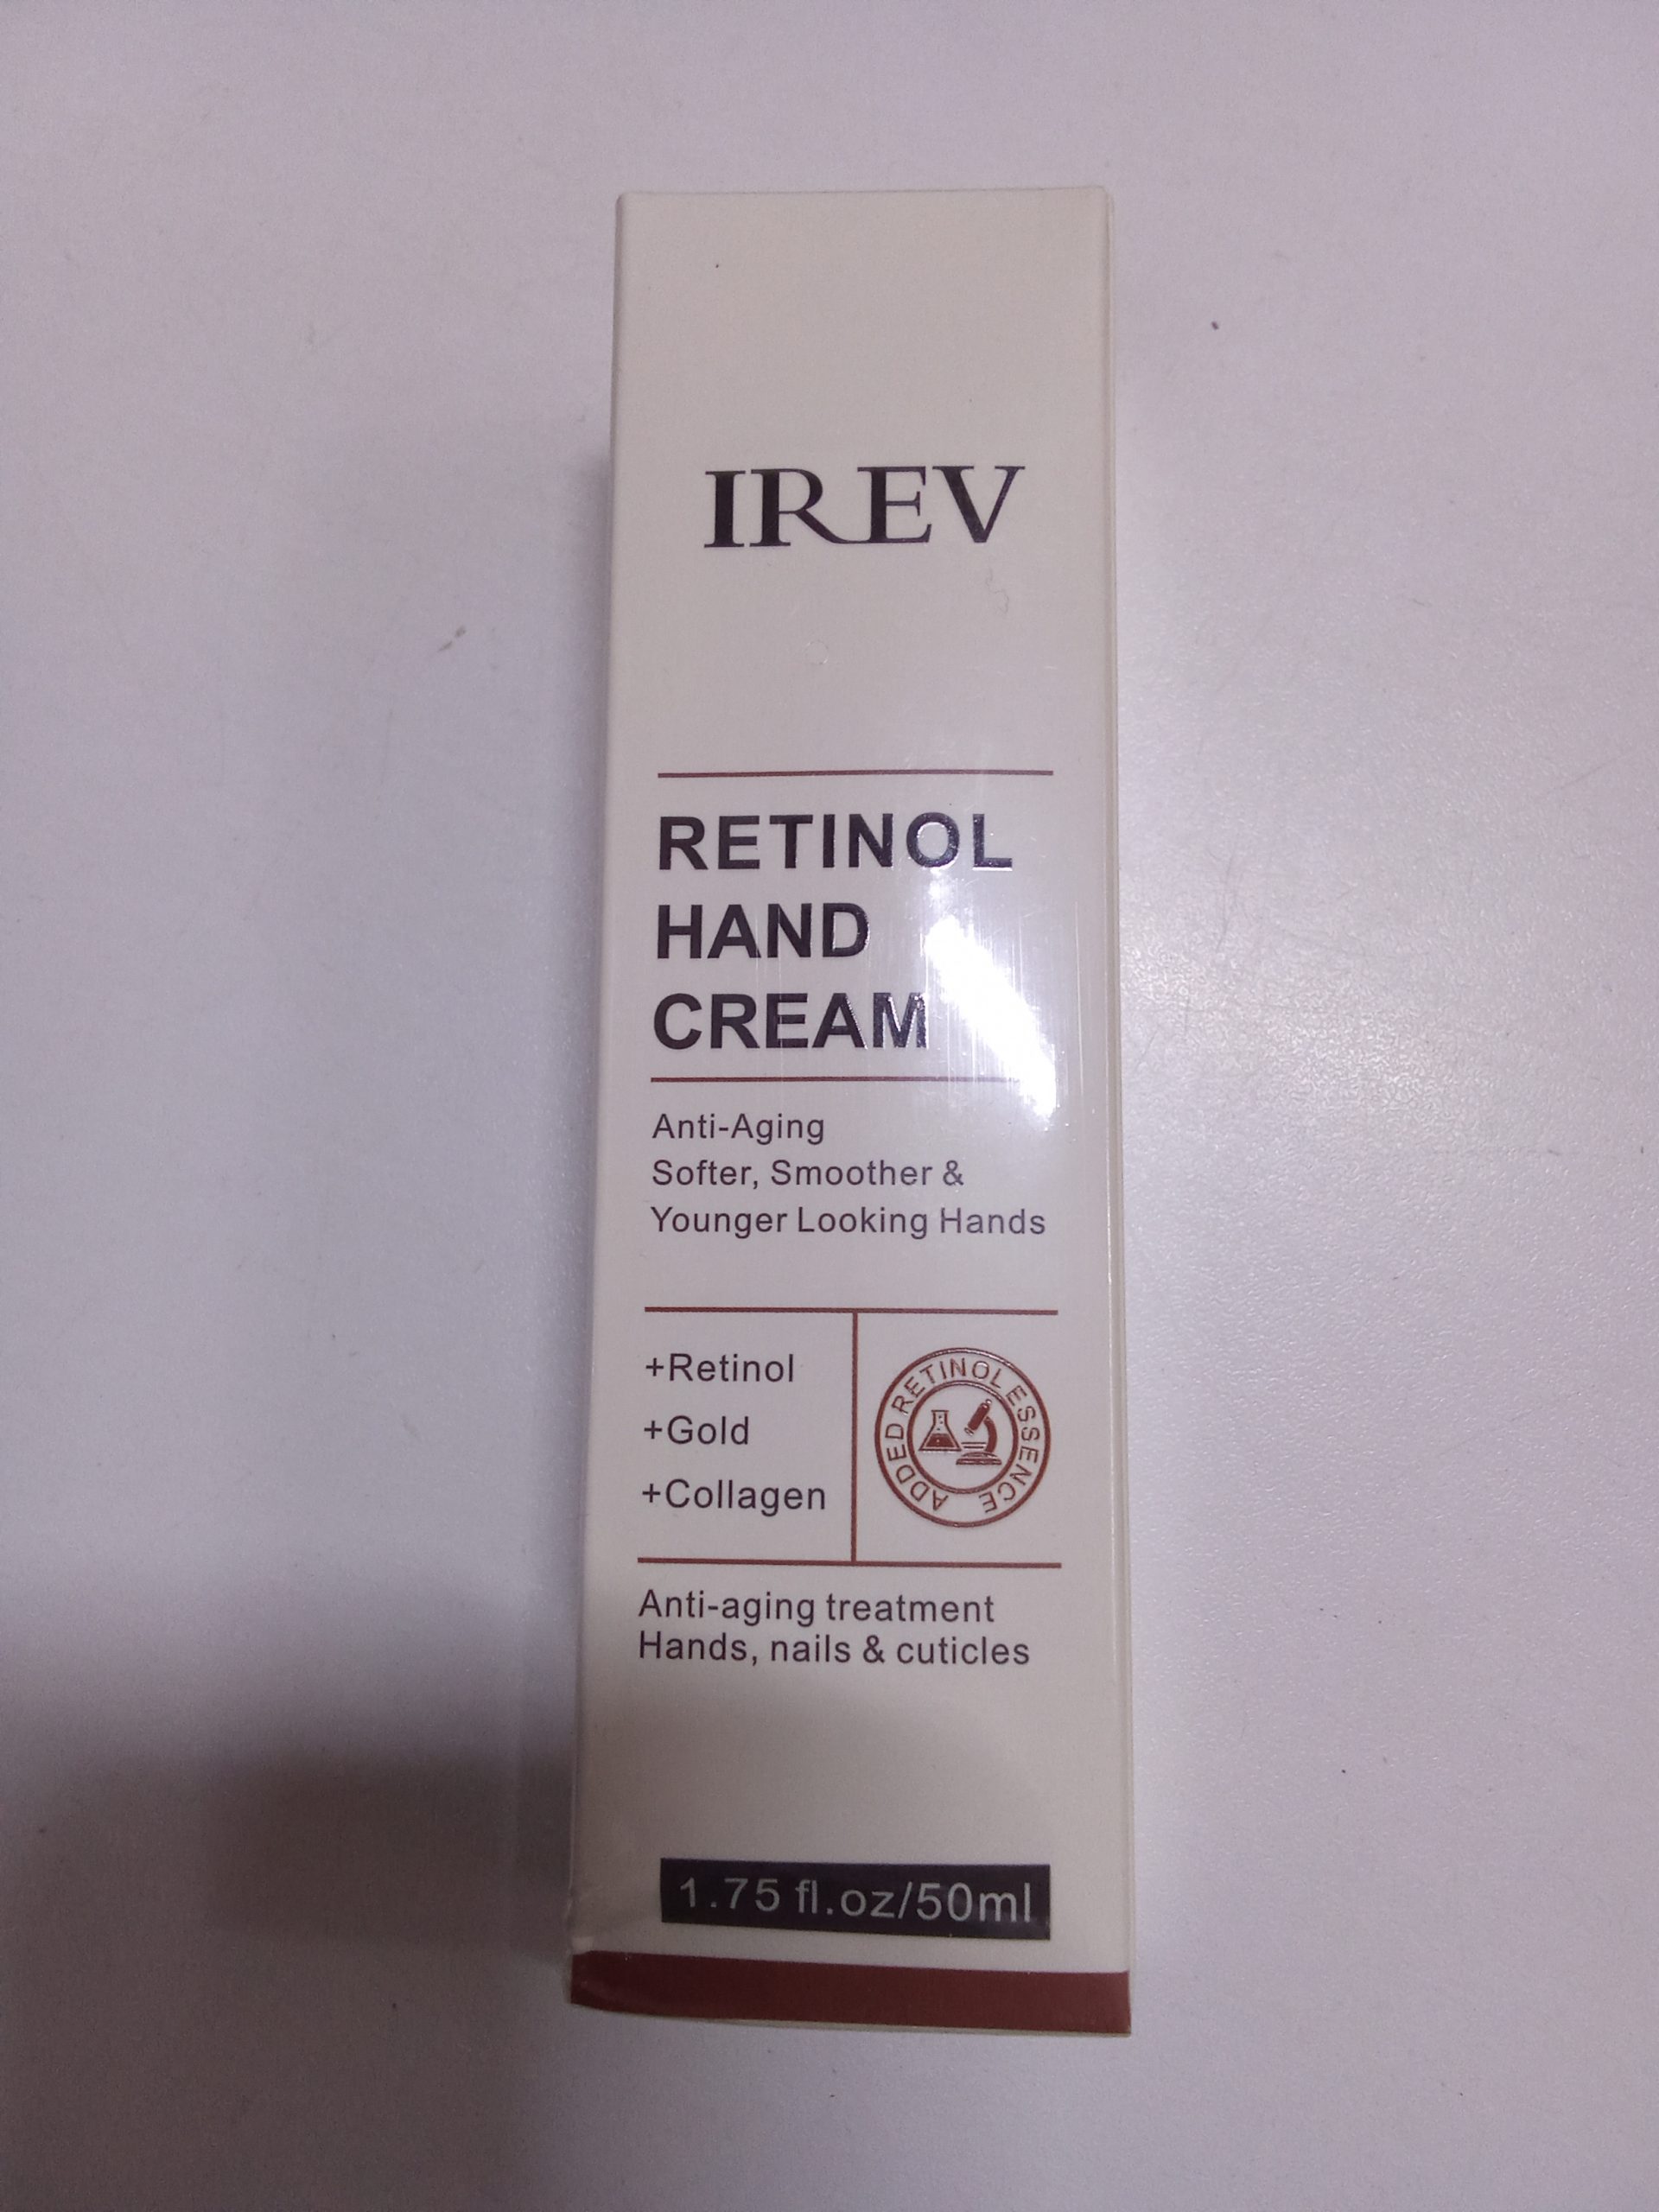 IREV
RETINOL
HAND
CREAM
Anti-Aging
Softer, Smoother &
Younger Looking Hands
+Retinol
+Gold
+Collagen
ADDED RETINOL ESSENCE
Anti-aging treatment
Hands, nails & cuticles
1.75 fl.oz/50ml